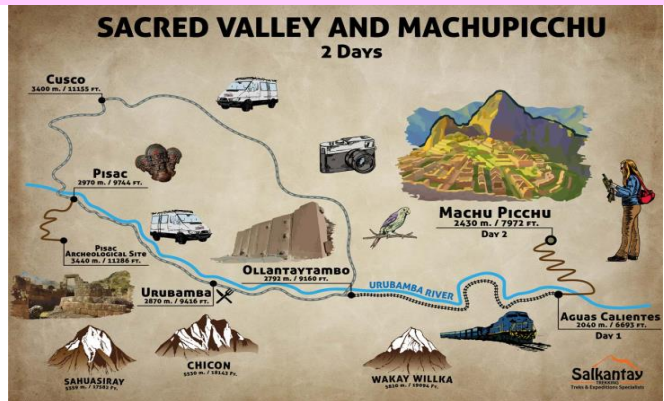 SACRED VALLEY AND MACHUPICCHU
2 Days
Cusco
3400 m. / 11155 FT.
Pisac
2970 m. / 9744 FT.
Pisac
Archeological Site
3440 m. / 11286 FT.
Machu Picchu
2430 m. / 7972 FT.
Day 2
Ollantaytambo
2792 m. / 9160 FT.
Urubamba
2870 m. / 9416 FT.
URUBAMBA RIVER
Aguas Calientes
2040 m. / 6693 FT.
Day 1
SAHUASIRAY
CHICON
WAKAY WILLKA
Salkantay
TREKKING
Treks & Expeditions Specialists